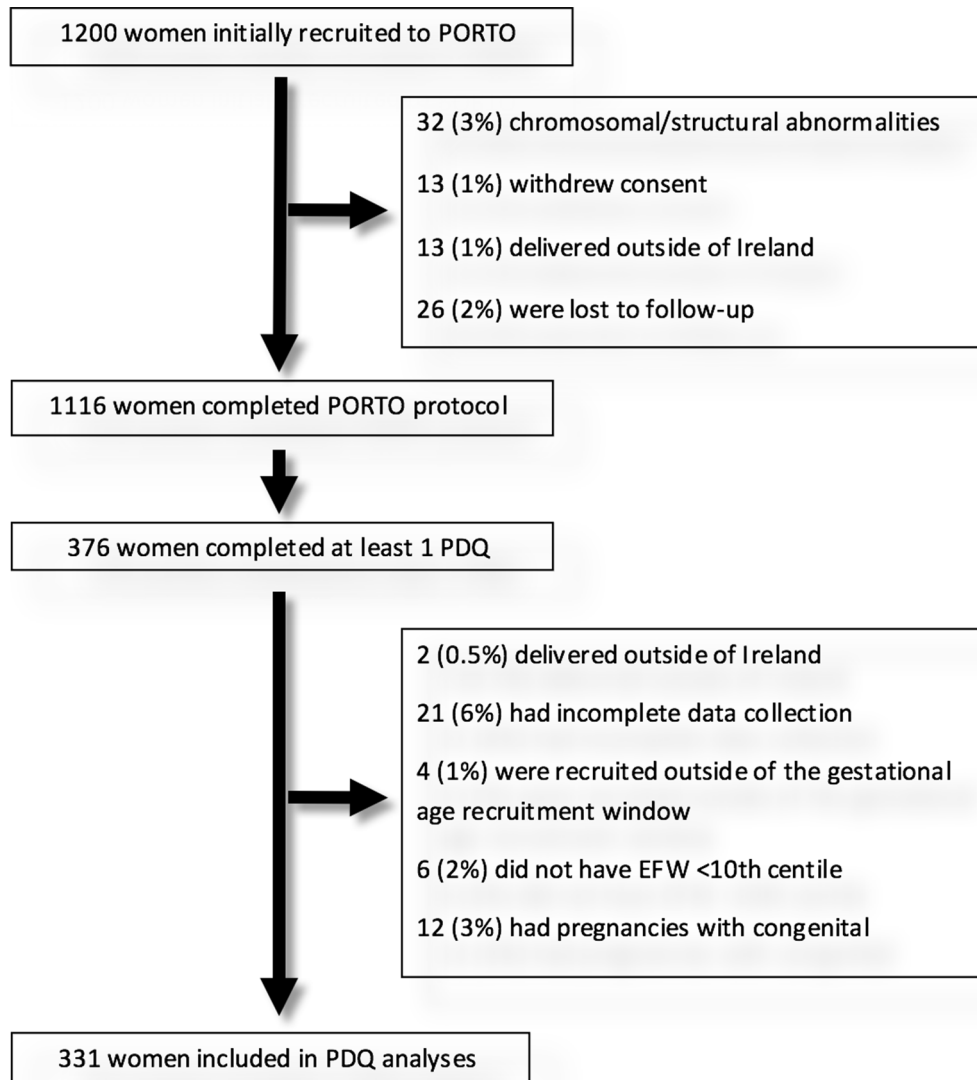 1200 women initially recruited to PORTO
32 (3%) chromosomal/structural abnormalities
13 (1%) withdrew consent
13 (1%) delivered outside of Ireland
26 (2%) were lost to follow-up
1116 women completed PORTO protocol
376 women completed at least 1 PDQ
2 (0.5%) delivered outside of Ireland
21 (6%) had incomplete data collection
4 (1%) were recruited outside of the gestational
age recruitment window
6 (2%) did not have EFW <10th centile
12 (3%) had pregnancies with congenital
331 women included in PDQ analyses